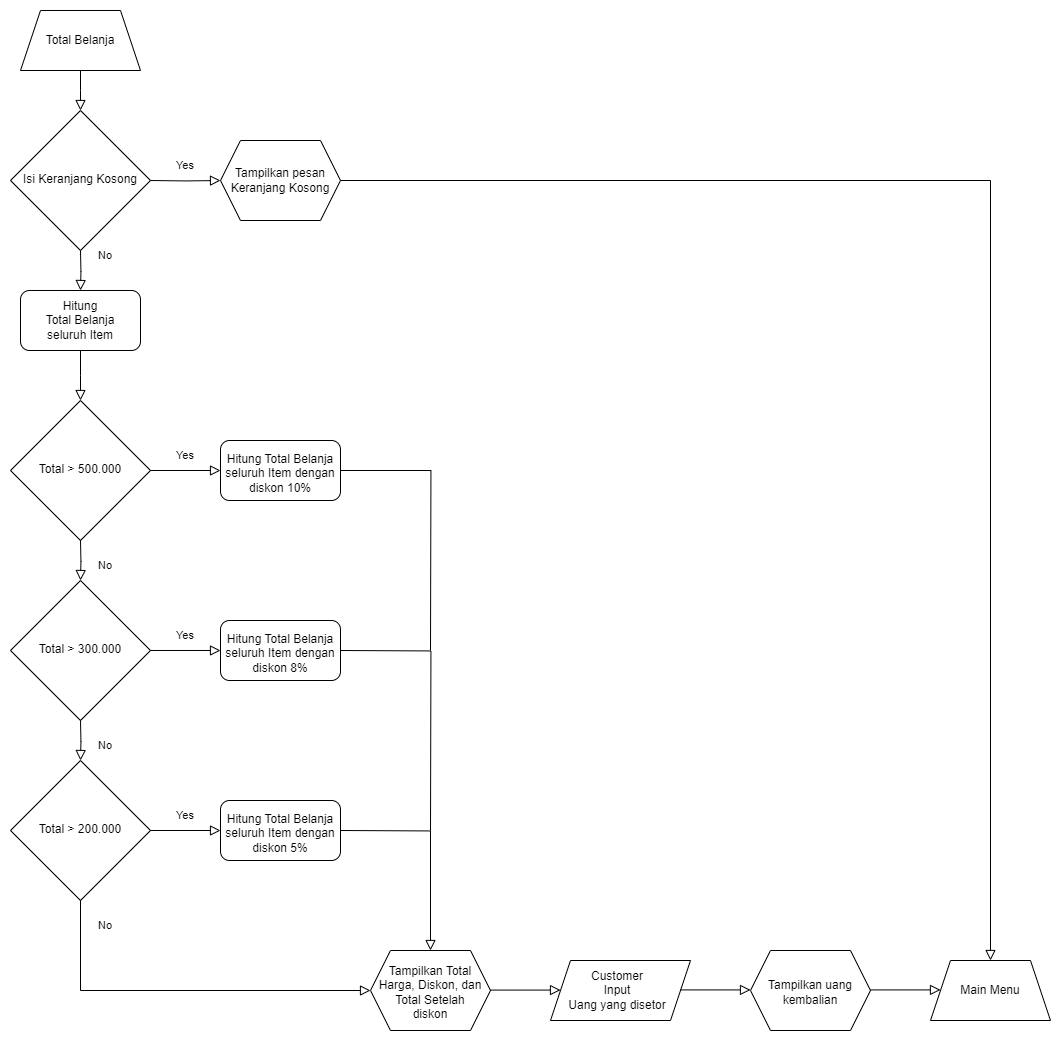 Total Belanja
Isi Keranjang Kosong
Yes
Tampilkan pesan
Keranjang Kosong
No
Hitung
Total Belanja
seluruh Item
Total > 500.000
Yes
Hitung Total Belanja
seluruh Item dengan
diskon 10%
No
Total > 300.000
Yes
Hitung Total Belanja
seluruh Item dengan
diskon 8%
No
Total > 200.000
Yes
Hitung Total Belanja
seluruh Item dengan
diskon 5%
No
Tampilkan Total
Harga, Diskon, dan
Total Setelah
diskon
Customer
Input
Uang yang disetor
Tampilkan uang
kembalian
Main Menu